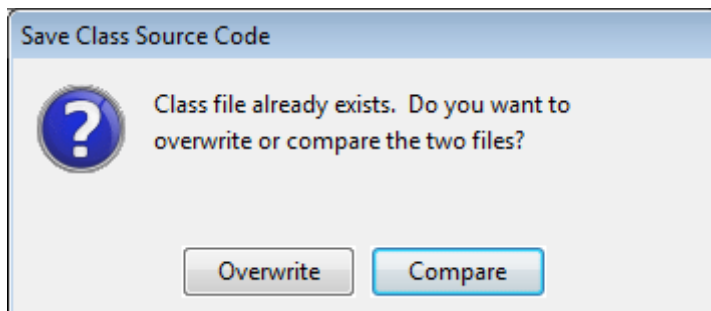 Save Class Source Code
Class file already exists.  Do you want to
overwrite or compare the two files?
Overwrite
Compare